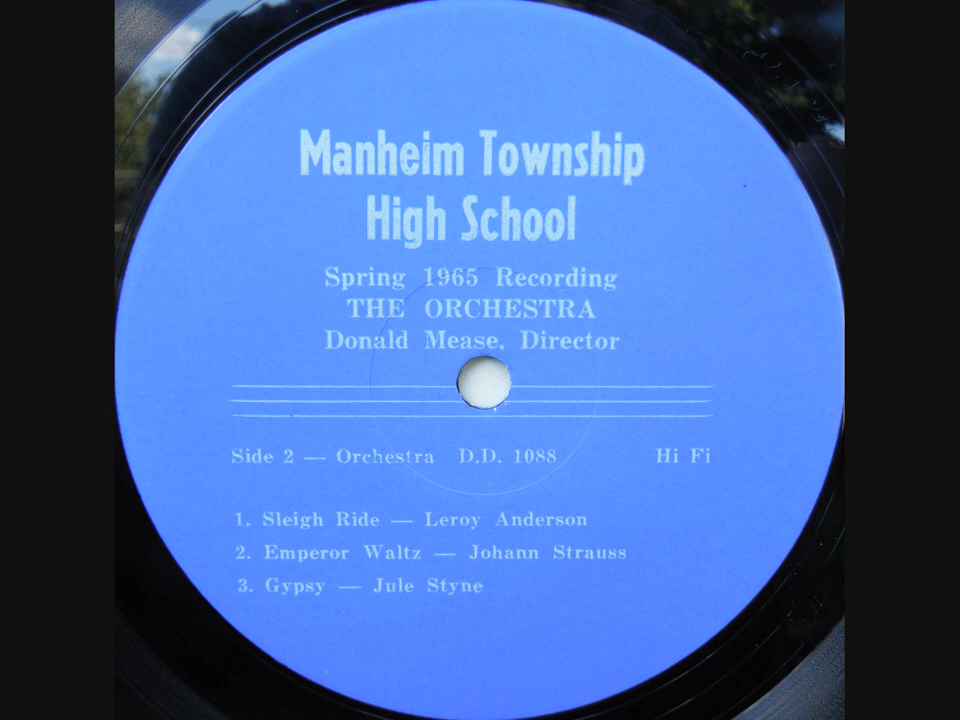 Manheim Township
High School
Spring 1965 Recording
THE ORCHESTRA
Donald Mease, Director
Side 2 — Orchestra D.D. 1088 Hi Fi
1. Sleigh Ride — Leroy Anderson
2. Emperor Waltz — Johann Strauss
3. Gypsy — Jule Styne